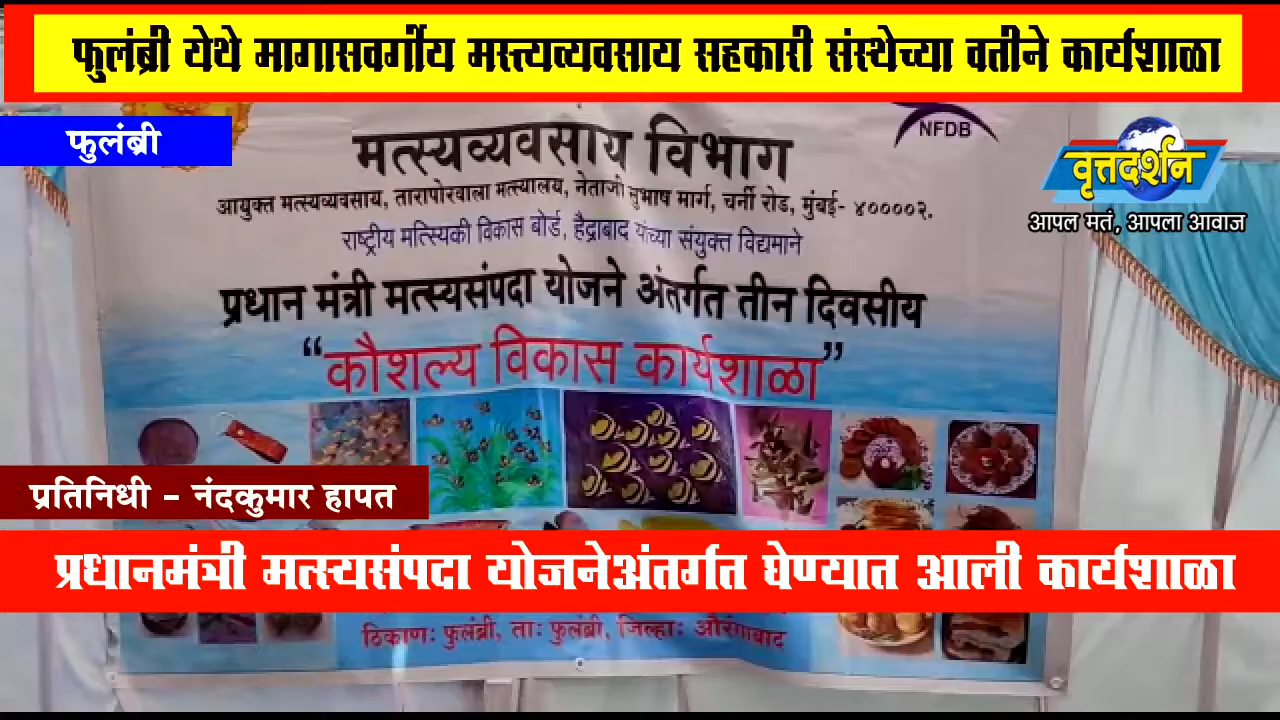 फुलंब्री येथे मागासवर्गीय मस्त्यव्यवसाय सहकारी संस्थेच्या वतीने कार्यशाळा
फुलंब्री
NFDB
वृत्तदर्शन
आपल मतं, आपला आवाज
मत्स्यव्यवसाय विभाग
आयुक्त मत्स्यव्यवसाय, तारापोरवाला मत्स्यालय, नेताजी सुभाष मार्ग, चर्नी रोड, मुंबई- ४००००२.
राष्ट्रीय मत्स्यिकी विकास बोर्ड, हैद्राबाद यांच्या संयुक्त विद्यमाने
प्रधान मंत्री मत्स्यसंपदा योजने अंतर्गत तीन दिवसीय
“कौशल्य विकास कार्यशाळा”
प्रतिनिधी - नंदकुमार हापत
प्रधानमंत्री मत्स्यसंपदा योजनेअंतर्गत घेण्यात आली कार्यशाळा
ठिकाण: फुलंब्री, ता: फुलंब्री, जिल्हा: औरंगाबाद